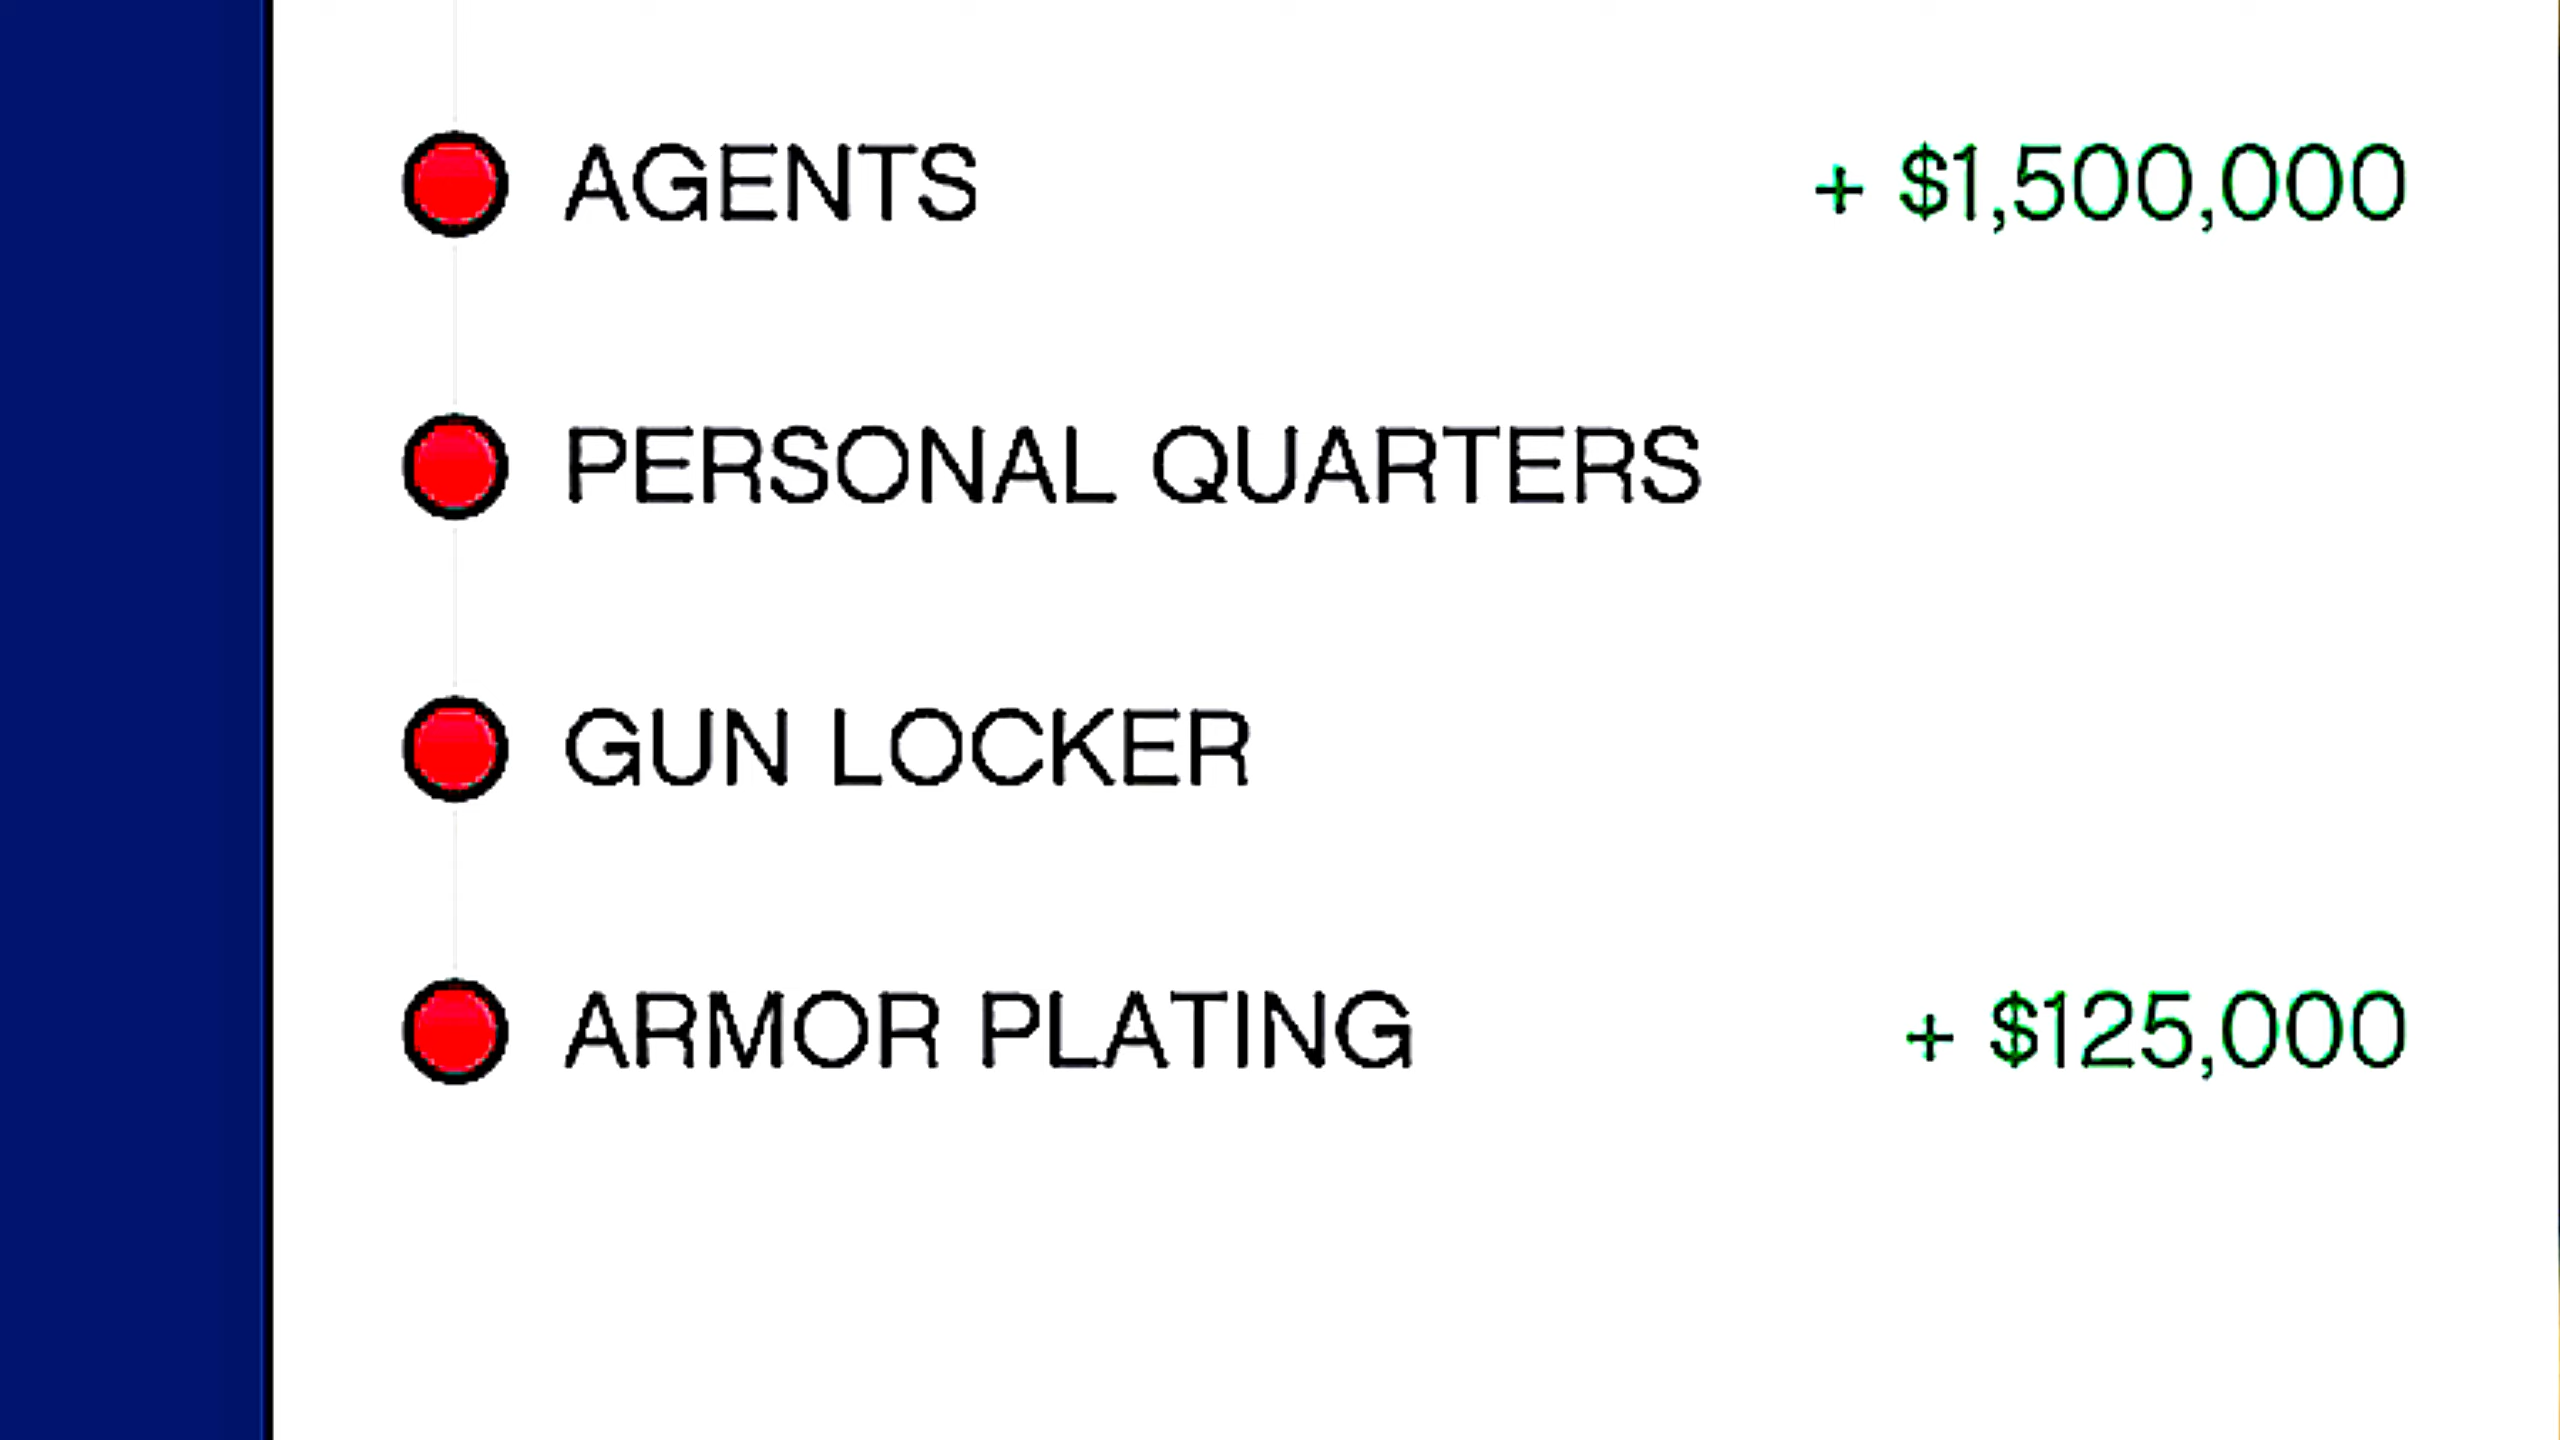 AGENTS + $1,500,000
PERSONAL QUARTERS
GUN LOCKER
ARMOR PLATING + $125,000